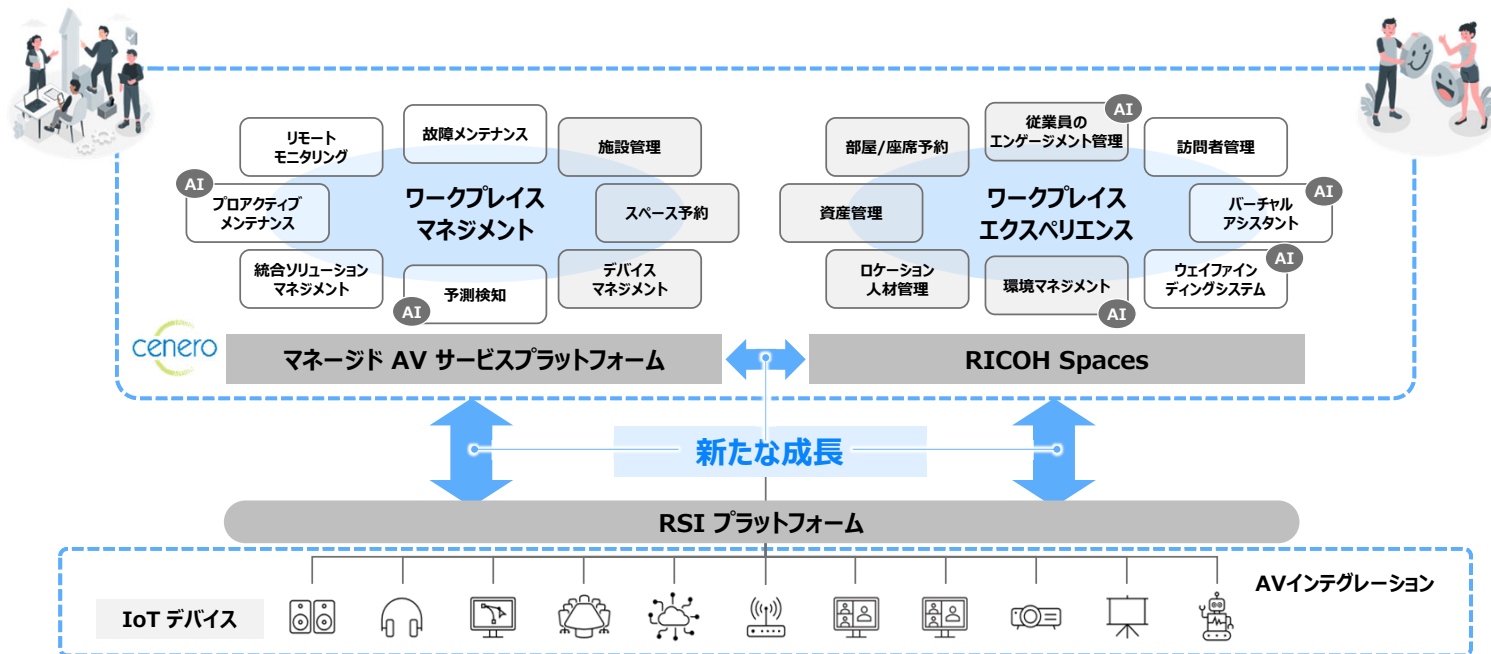 リモート
モニタリング
故障メンテナンス
施設管理
AI
プロアクティブ
メンテナンス
ワークプレイス
マネジメント
スペース予約
統合ソリューション
マネジメント
AI
予測検知
デバイス
マネジメント
部屋/座席予約
従業員の
エンゲージメント管理
AI
訪問者管理
資産管理
ワークプレイス
エクスペリエンス
バーチャル
アシスタント
AI
ロケーション
人材管理
環境マネジメント
AI
ウェイファイン
ディングシステム
AI
cenero
マネージド AV サービスプラットフォーム
RICOH Spaces
新たな成長
RSI プラットフォーム
AVインテグレーション
IoT デバイス